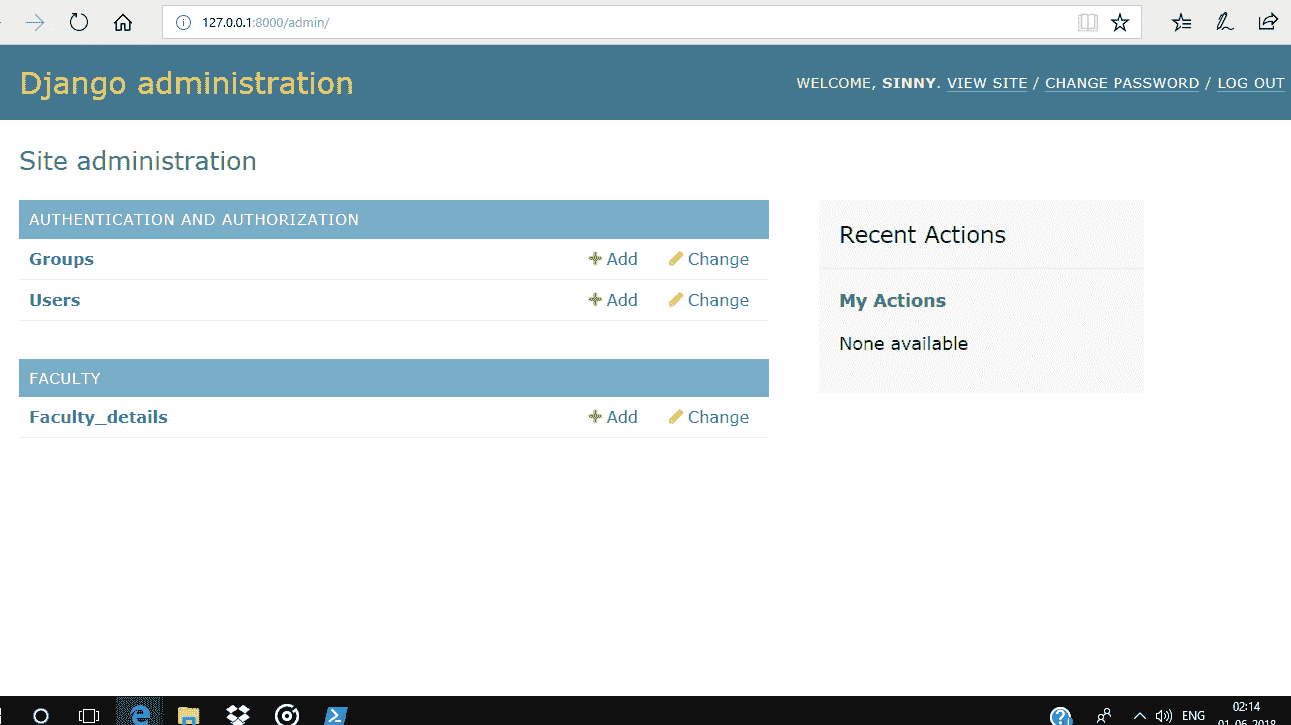 127.0.0.1:8000/admin/
Django administration
WELCOME, SINNY. VIEW SITE / CHANGE PASSWORD / LOG OUT
Site administration
AUTHENTICATION AND AUTHORIZATION
Groups Add Change
Users Add Change
FACULTY
Faculty_details Add Change
Recent Actions
My Actions
None available
ENG
02:14
01-06-2018